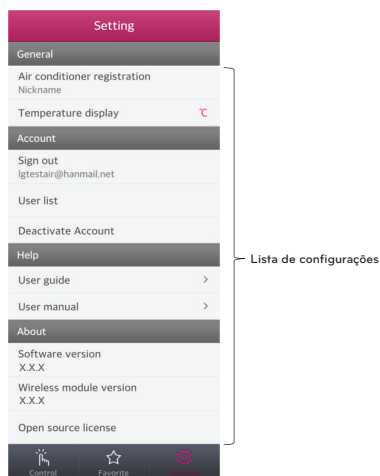 Setting
General
Air conditioner registration
Nickname
Temperature display ℃
Account
Sign out
lgtestair@hanmail.net
User list
Deactivate Account
Help
User guide >
User manual >
About
Software version
X.X.X
Wireless module version
X.X.X
Open source license
Control Favorite
Lista de configurações